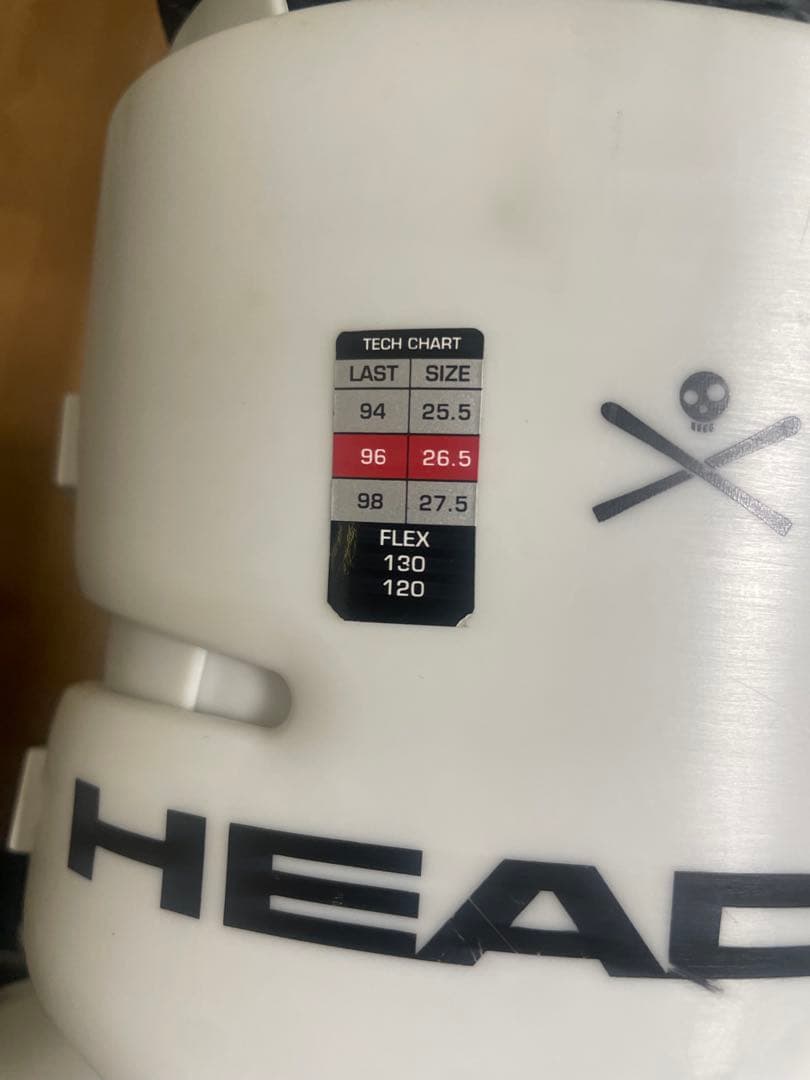 TECH CHART
LAST SIZE
94 25.5
96 26.5
98 27.5
FLEX
130
120
HEAD